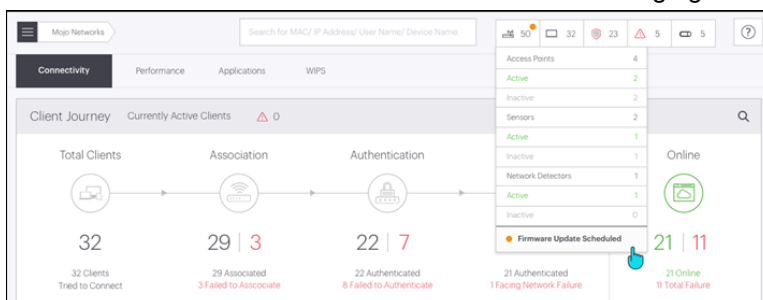 Mojo Networks
Search for MAC/ IP Address/ User Name/ Device Name
50 32 23 5 5 ?
Connectivity Performance Applications WIPS
Access Points 4
Active 2
Inactive 2
Sensors 2
Active 1
Inactive 1
Network Detectors 1
Active 1
Inactive 0
Firmware Update Scheduled
Client Journey Currently Active Clients 0
Total Clients Association Authentication Online
32 29 | 3 22 | 7 21 | 11
32 Clients 29 Associated 22 Authenticated 21 Authenticated 21 Online
Tried to Connect 3 Failed to Asscociate 8 Failed to Authenticate 1 Facing Network Failure 11 Total Failure